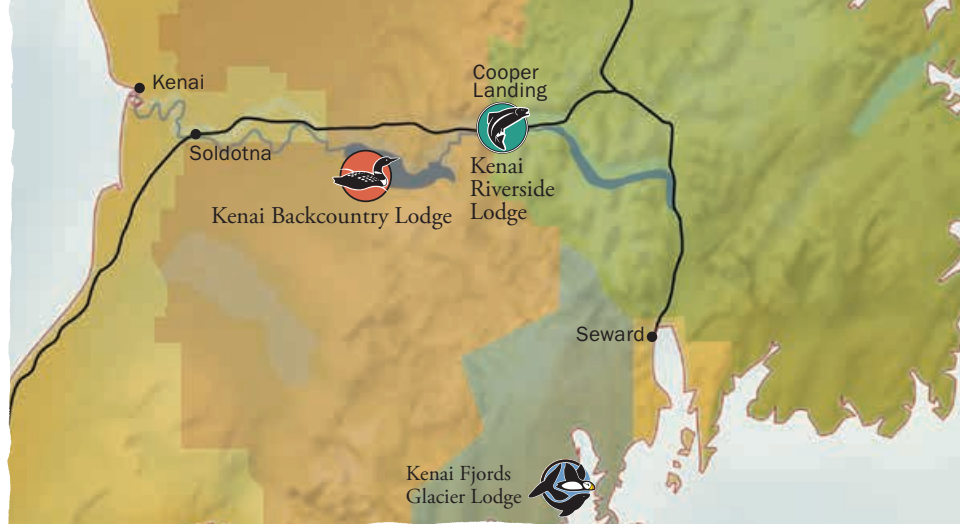 Kenai
Cooper
Landing
Soldotna
Kenai
Riverside
Lodge
Kenai Backcountry Lodge
Seward
Kenai Fjords
Glacier Lodge